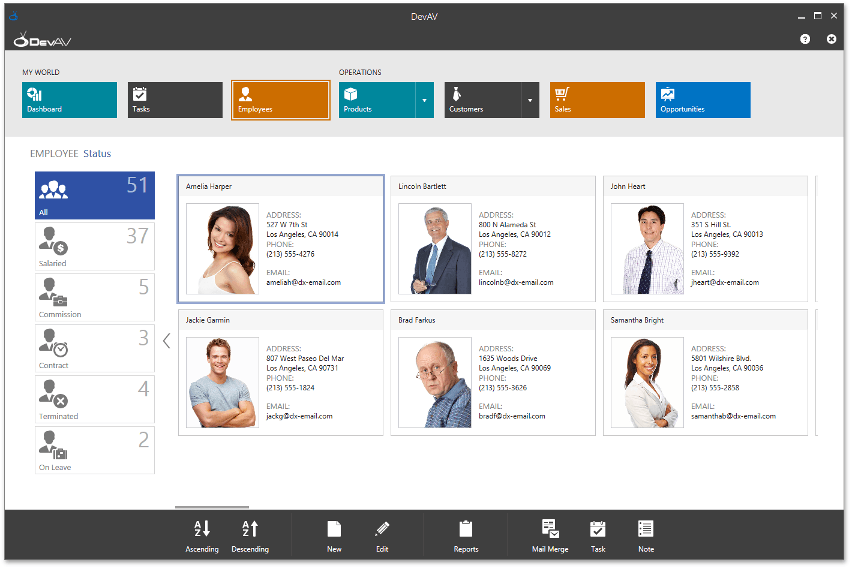 DevAV
DEVAV
MY WORLD
OPERATIONS
Dashboard
Tasks
Employees
Products
Customers
Sales
Opportunities
EMPLOYEE Status
51
All
37
Salaried
5
Commission
3
Contract
4
Terminated
2
On Leave
Amelia Harper
ADDRESS:
527 W 7th St
Los Angeles, CA 90014
PHONE:
(213) 555-4276
EMAIL:
ameliah@dx-email.com
Lincoln Bartlett
ADDRESS:
800 N Alameda St
Los Angeles, CA 90012
PHONE:
(213) 555-8272
EMAIL:
lincolnb@dx-email.com
John Heart
ADDRESS:
351 S Hill St.
Los Angeles, CA 90013
PHONE:
(213) 555-9392
EMAIL:
jheart@dx-email.com
Jackie Garmin
ADDRESS:
807 West Paseo Del Mar
Los Angeles, CA 90731
PHONE:
(213) 555-1824
EMAIL:
jackg@dx-email.com
Brad Farkus
ADDRESS:
1635 Woods Drive
Los Angeles, CA 90069
PHONE:
(213) 555-3626
EMAIL:
bradf@dx-email.com
Samantha Bright
ADDRESS:
5801 Wilshire Blvd.
Los Angeles, CA 90036
PHONE:
(213) 555-2858
EMAIL:
samanthab@dx-email.com
Ascending
Descending
New
Edit
Reports
Mail Merge
Task
Note